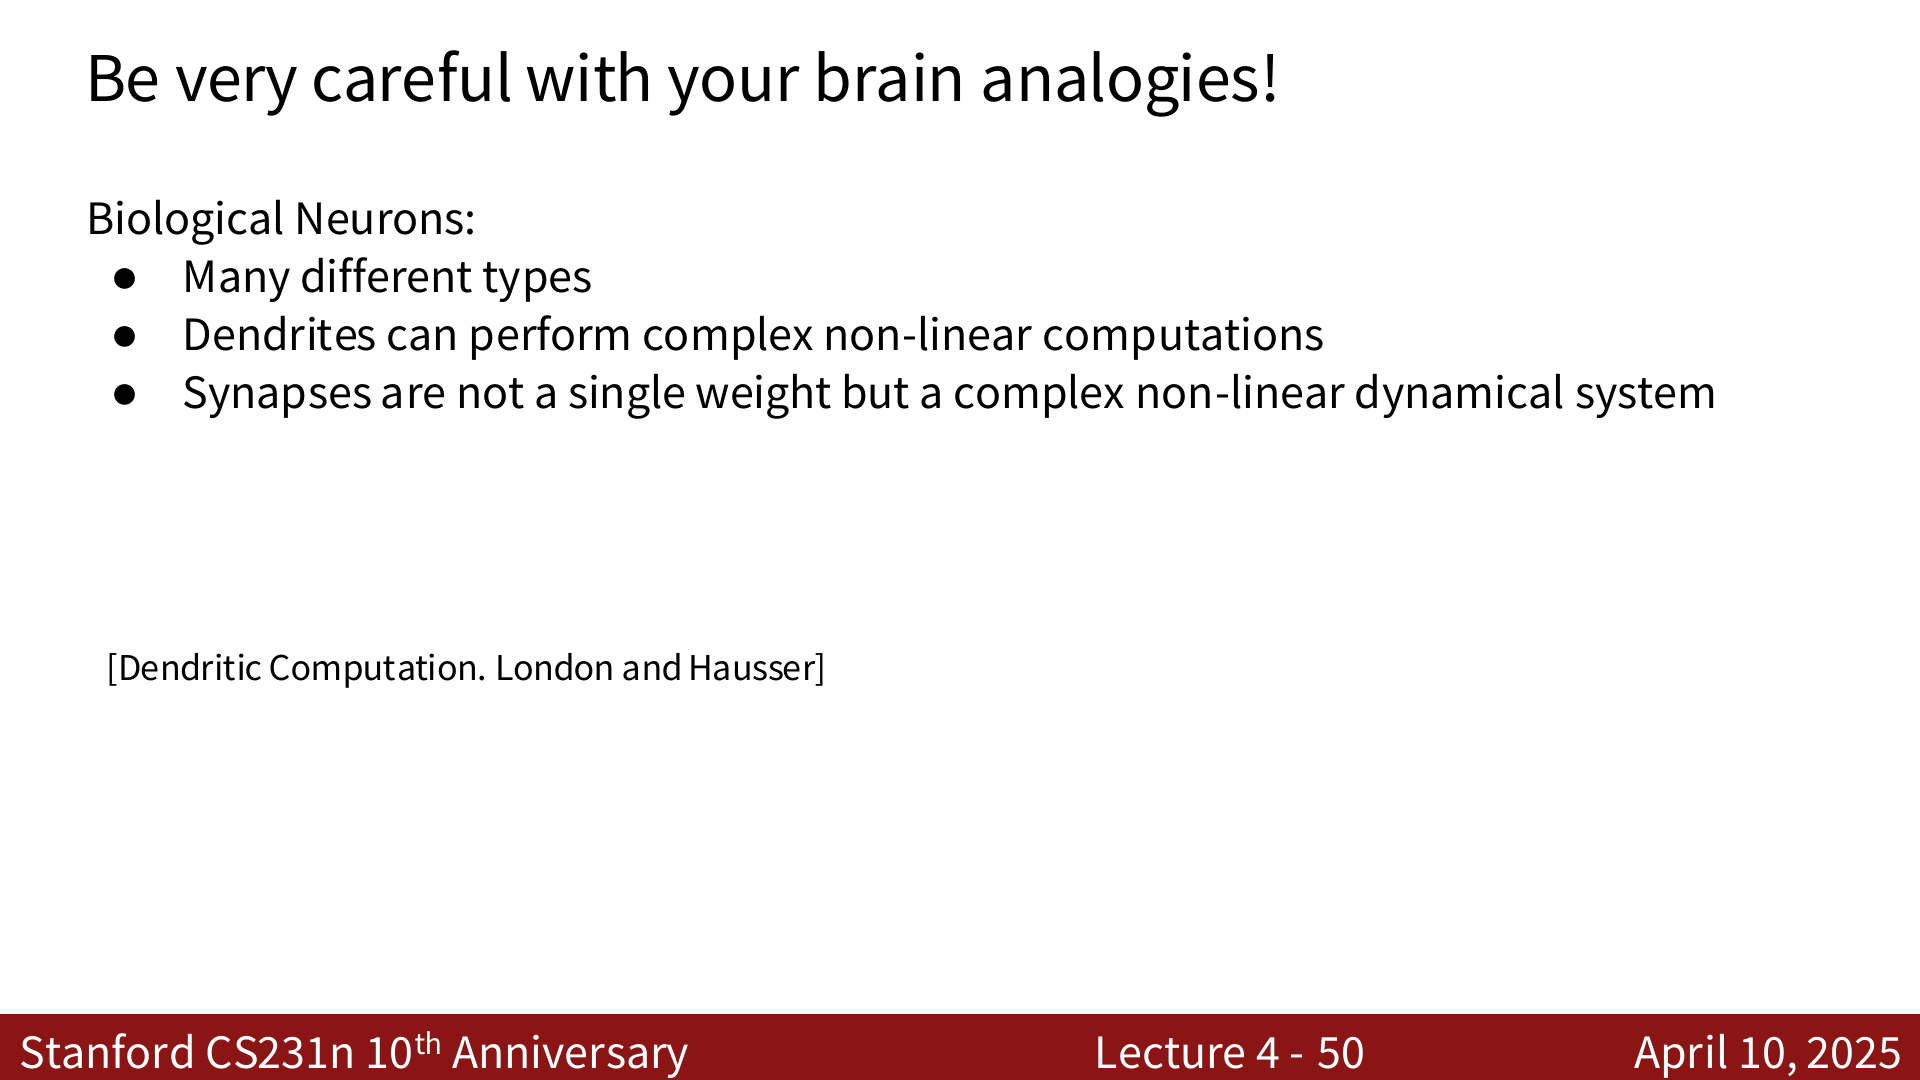 Be very careful with your brain analogies!
Biological Neurons:
● Many different types
● Dendrites can perform complex non-linear computations
● Synapses are not a single weight but a complex non-linear dynamical system
[Dendritic Computation. London and Hausser]
Stanford CS231n 10th Anniversary Lecture 4 - 50 April 10, 2025